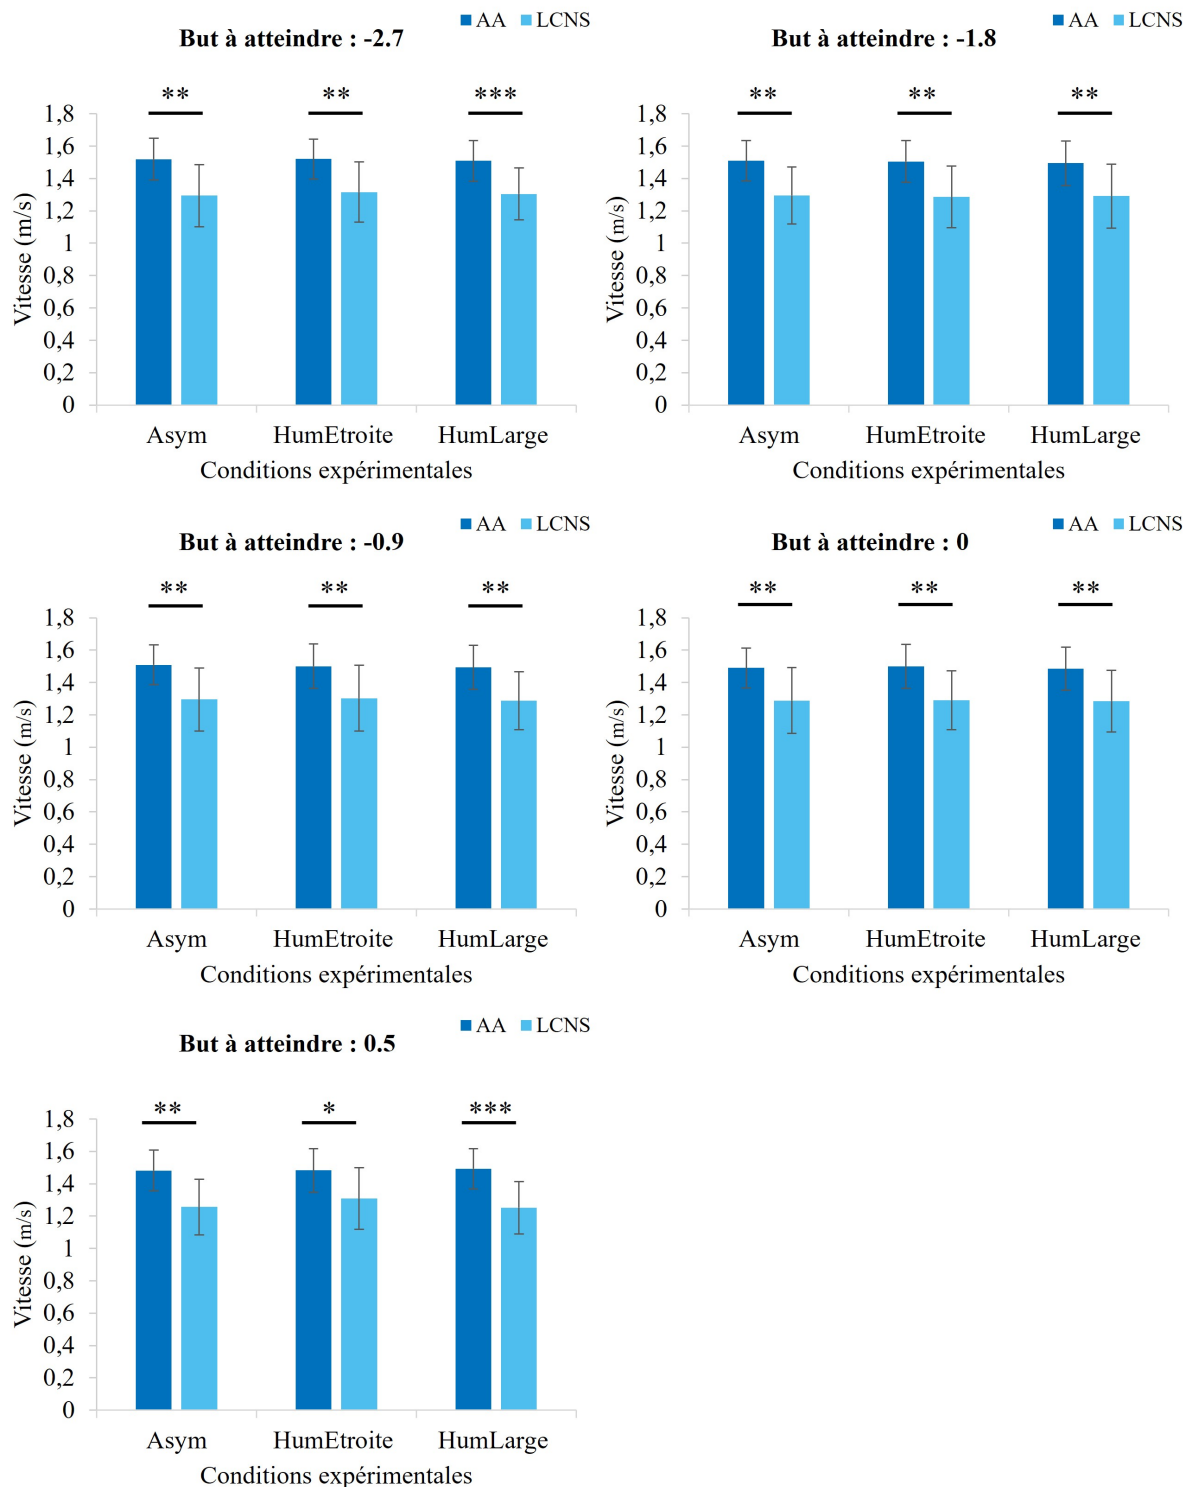 AA LCNS
But à atteindre : -2.7
** ** ***
1,8
1,6
1,4
1,2
1
0,8
0,6
0,4
0,2
0
Vitesse (m/s)
Asym HumEtroite HumLarge
Conditions expérimentales
AA LCNS
But à atteindre : -1.8
** ** **
1,8
1,6
1,4
1,2
1
0,8
0,6
0,4
0,2
0
Vitesse (m/s)
Asym HumEtroite HumLarge
Conditions expérimentales
AA LCNS
But à atteindre : -0.9
** ** **
1,8
1,6
1,4
1,2
1
0,8
0,6
0,4
0,2
0
Vitesse (m/s)
Asym HumEtroite HumLarge
Conditions expérimentales
AA LCNS
But à atteindre : 0
** ** **
1,8
1,6
1,4
1,2
1
0,8
0,6
0,4
0,2
0
Vitesse (m/s)
Asym HumEtroite HumLarge
Conditions expérimentales
AA LCNS
But à atteindre : 0.5
** * ***
1,8
1,6
1,4
1,2
1
0,8
0,6
0,4
0,2
0
Vitesse (m/s)
Asym HumEtroite HumLarge
Conditions expérimentales